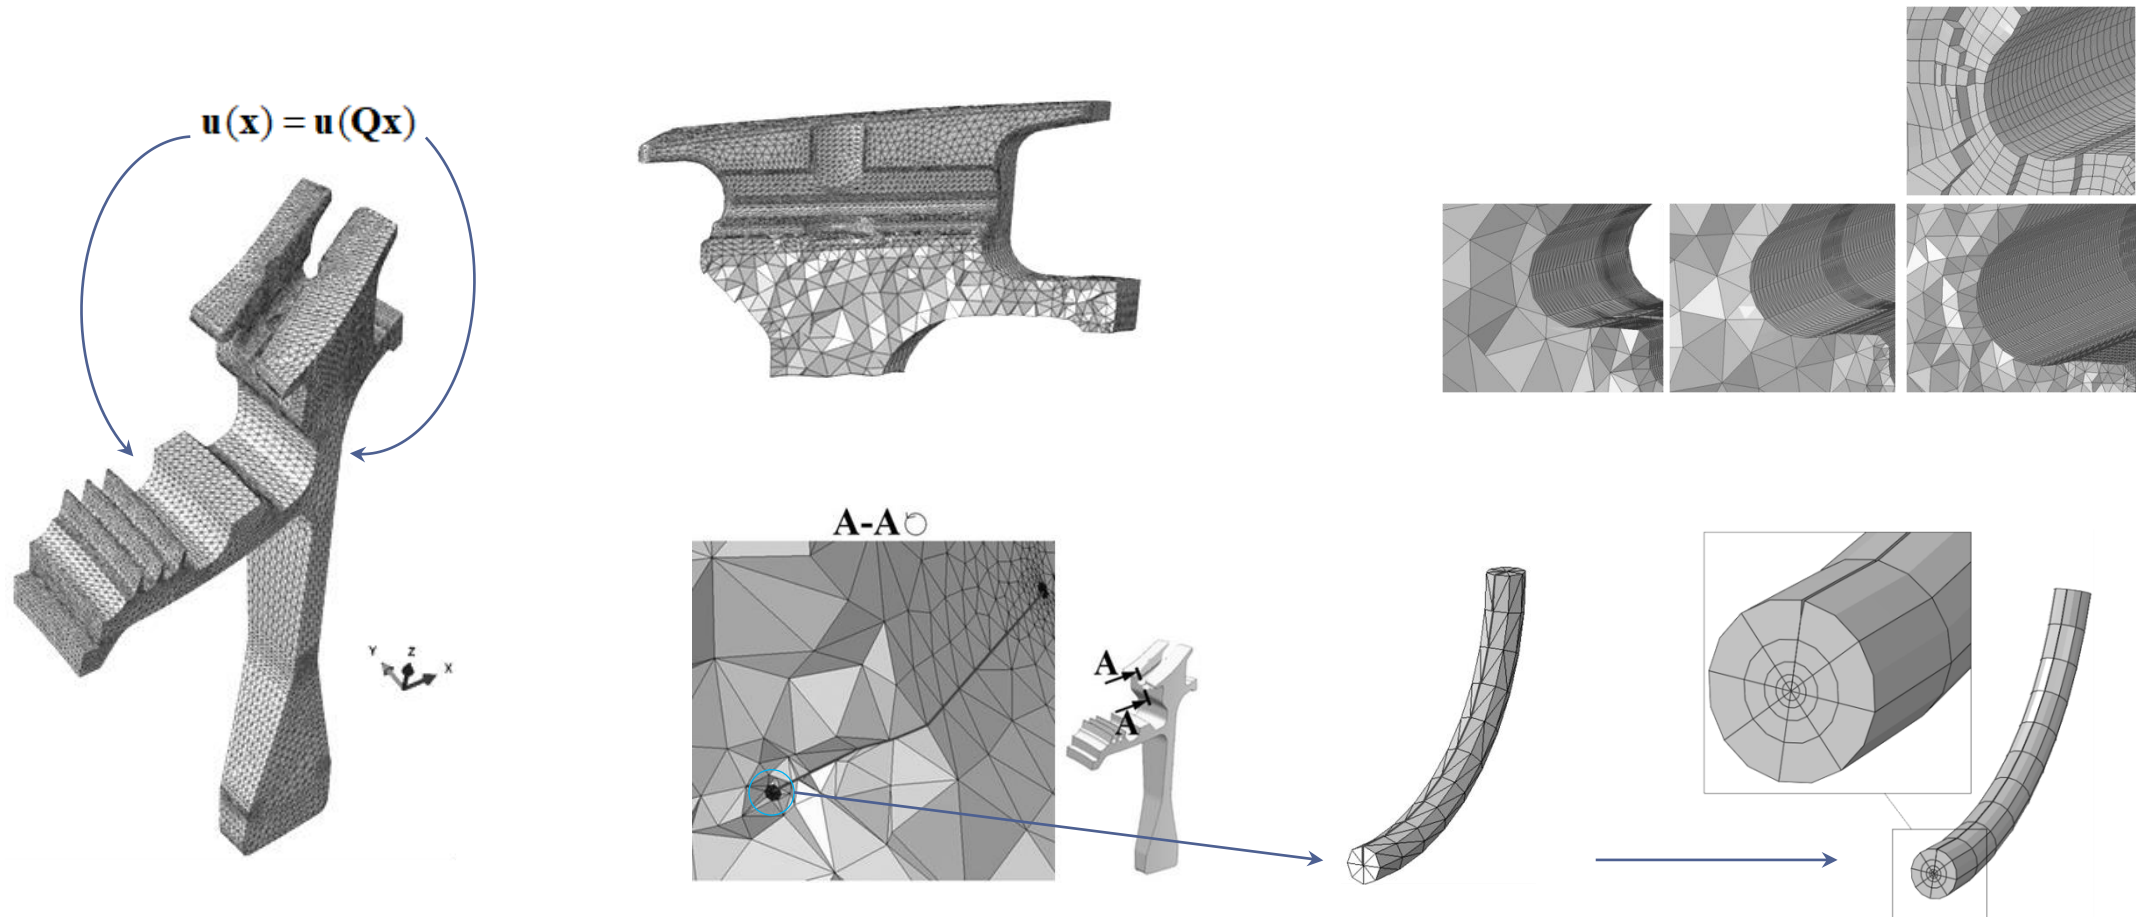 u(x) = u(Qx)
Y Z X
A-A
A
A